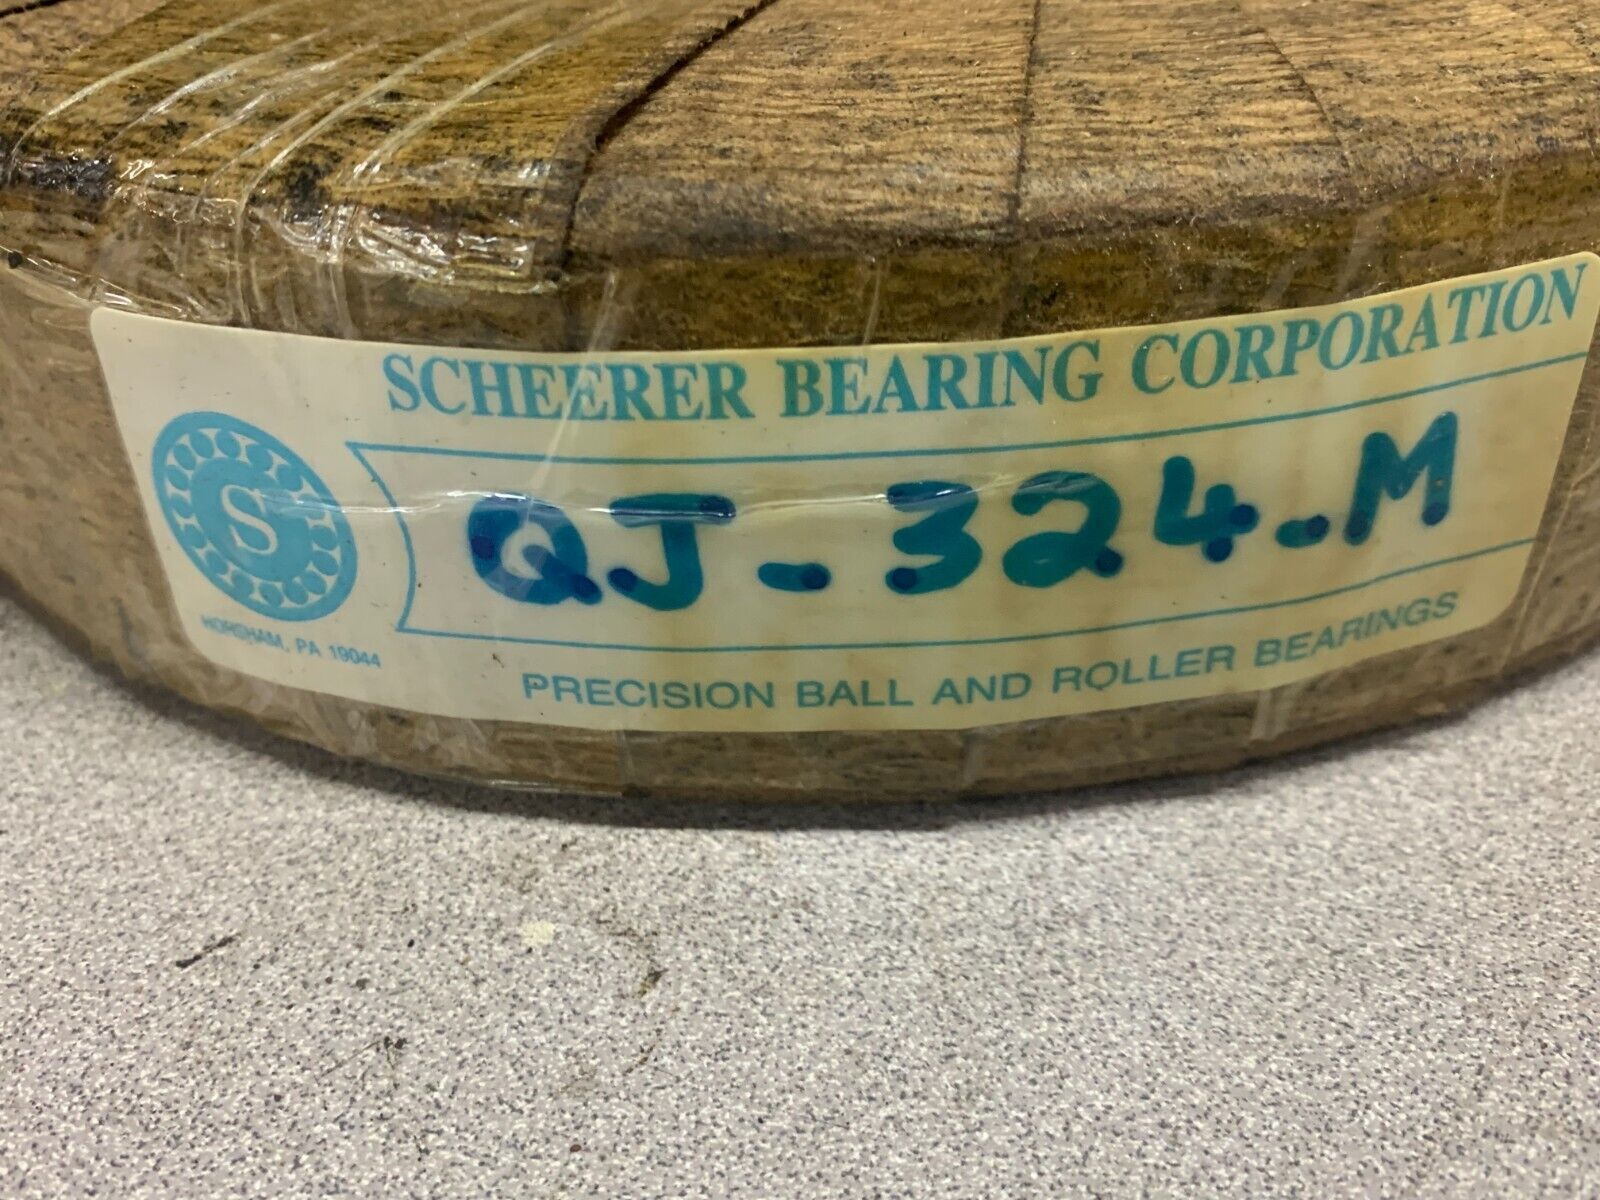 SCHEERER BEARING CORPORATION
S
QJ-324-M
HORSHAM, PA 19044
PRECISION BALL AND ROLLER BEARINGS